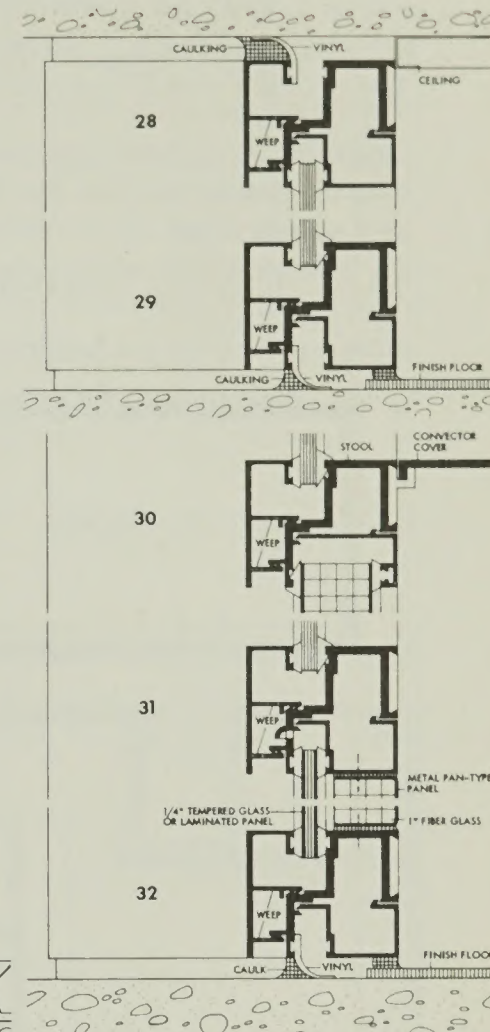 CAULKING
VINYL
CEILING
28
WEEP
29
WEEP
FINISH FLOOR
CAULKING
VINYL
STOOL
CONVECTOR
COVER
30
WEEP
31
WEEP
METAL PAN-TYPE
PANEL
1/4" TEMPERED GLASS
OR LAMINATED PANEL
1" FIBER GLASS
32
WEEP
FINISH FLOOR
CAULK
VINYL